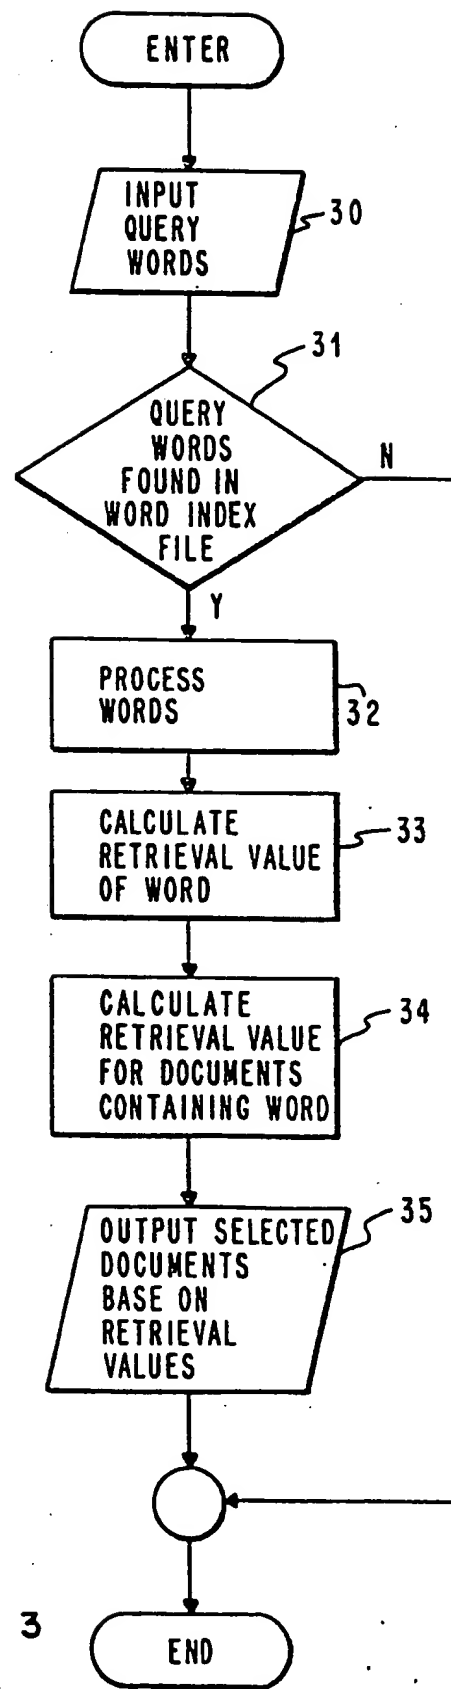 ENTER
INPUT
QUERY
WORDS
30
31
QUERY
WORDS
FOUND IN
WORD INDEX
FILE
N
Y
PROCESS
WORDS
32
CALCULATE
RETRIEVAL VALUE
OF WORD
33
CALCULATE
RETRIEVAL VALUE
FOR DOCUMENTS
CONTAINING WORD
34
OUTPUT SELECTED
DOCUMENTS
BASE ON
RETRIEVAL
VALUES
35
3
END